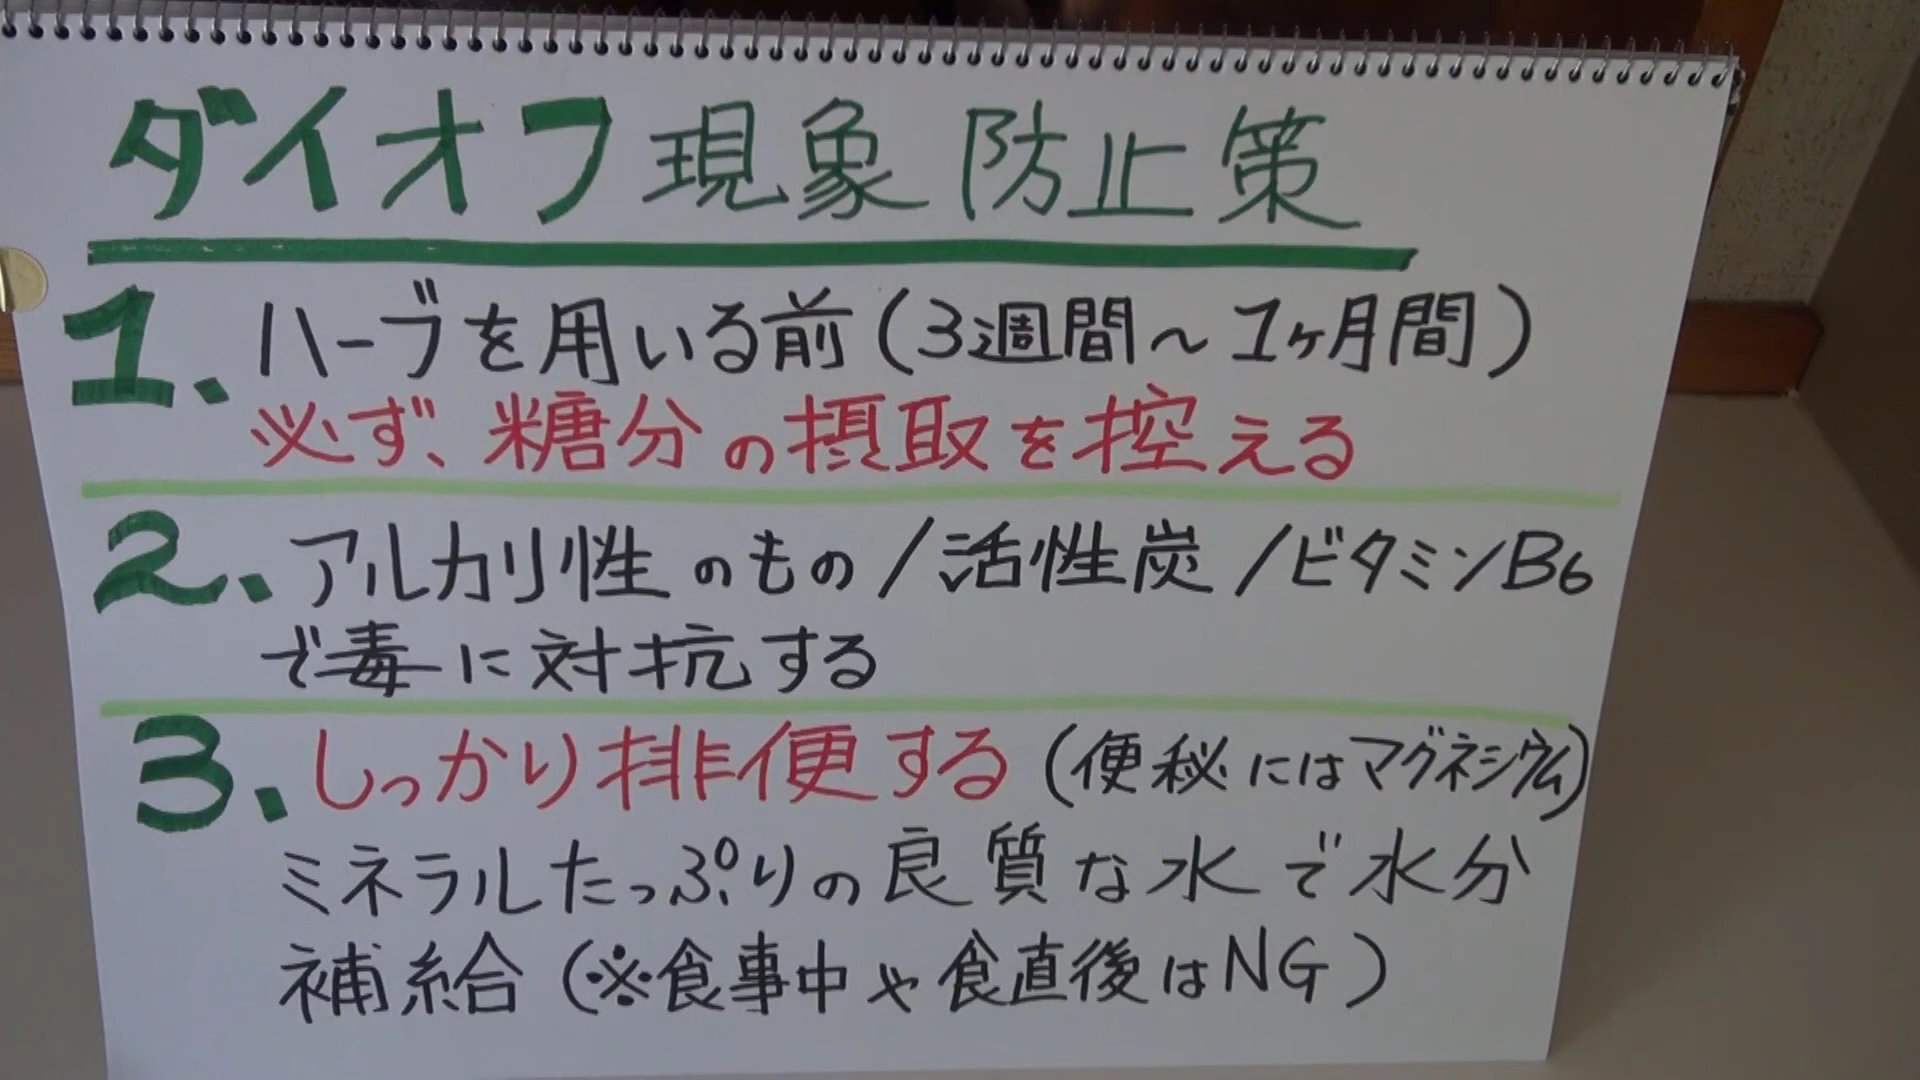 ダイオフ現象防止策
1. ハーブを用いる前(3週間〜1ヶ月間)
必ず、糖分の摂取を控える
2. アルカリ性のもの/活性炭/ビタミンB6
で毒に対抗する
3. しっかり排便する(便秘にはマグネシウム)
ミネラルたっぷりの良質な水で水分
補給(※食事中や食直後はNG)